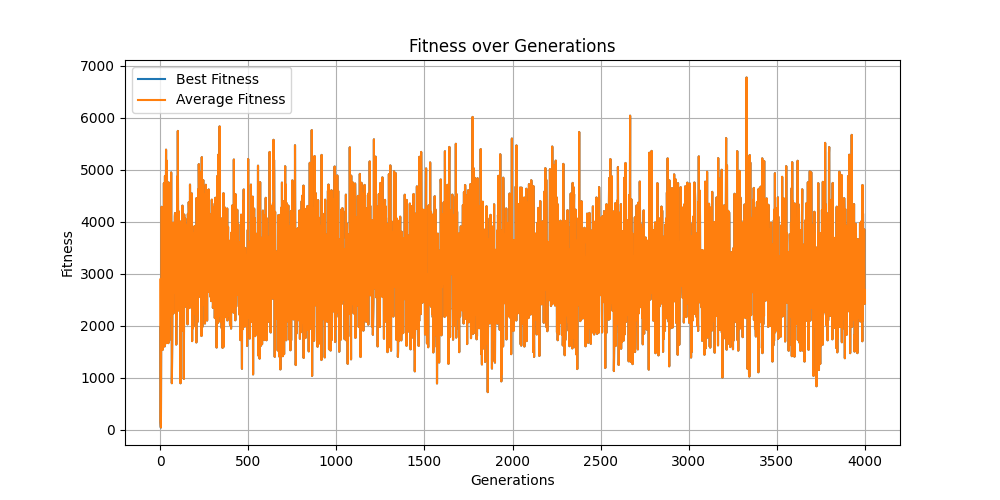 Fitness over Generations
Best Fitness
Average Fitness
7000
6000
5000
4000
3000
2000
1000
0
Fitness
0 500 1000 1500 2000 2500 3000 3500 4000
Generations